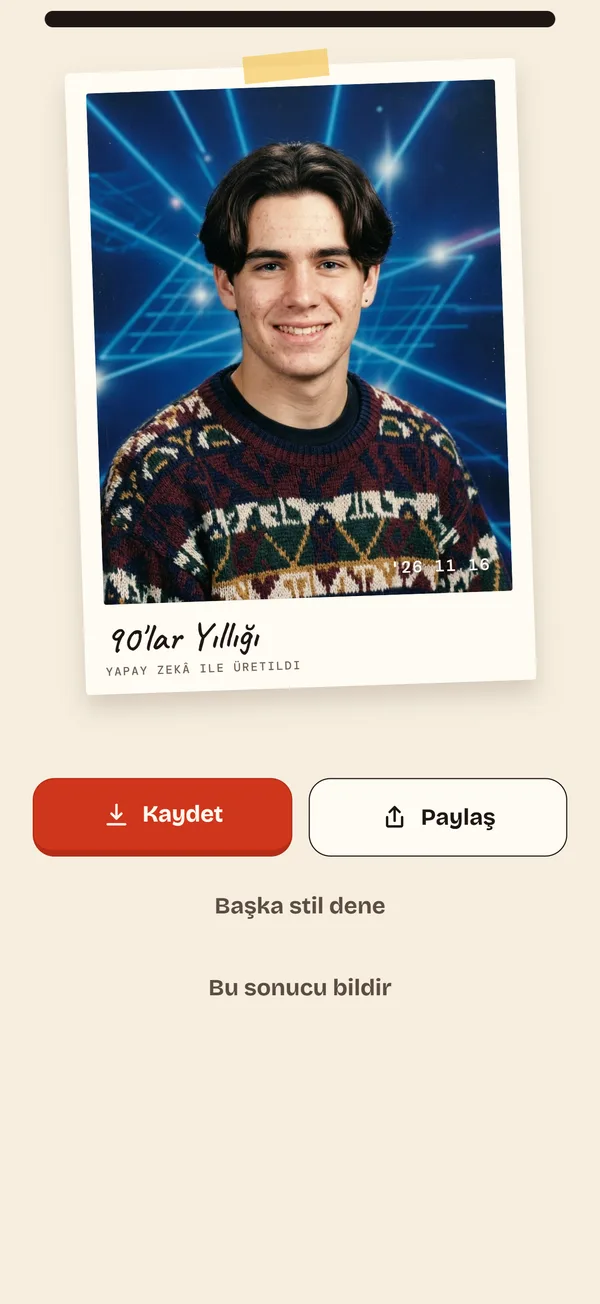 '26 11 16
90'lar Yıllığı
YAPAY ZEKÂ ILE ÜRETILDI
Kaydet
Paylaş
Başka stil dene
Bu sonucu bildir